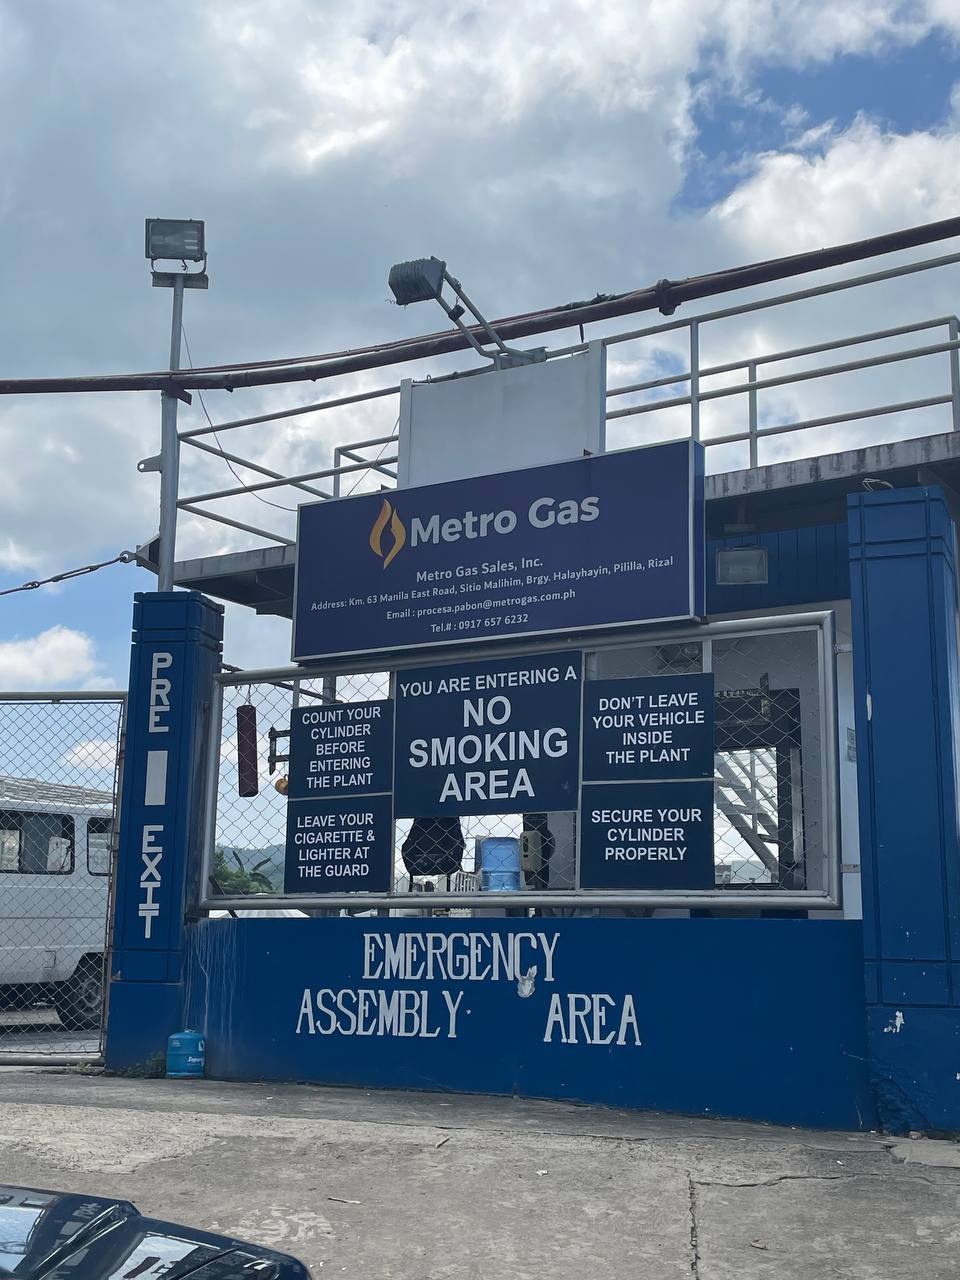 Metro Gas
Metro Gas Sales, Inc.
Address: Km. 63 Manila East Road, Sitio Malihim, Brgy. Halayhayin, Pililla, Rizal
Email : procesa.pabon@metrogas.com.ph
Tel.# : 0917 657 6232
PRE
EXIT
COUNT YOUR
CYLINDER
BEFORE
ENTERING
THE PLANT
LEAVE YOUR
CIGARETTE &
LIGHTER AT
THE GUARD
YOU ARE ENTERING A
NO
SMOKING
AREA
DON'T LEAVE
YOUR VEHICLE
INSIDE
THE PLANT
SECURE YOUR
CYLINDER
PROPERLY
EMERGENCY
ASSEMBLY AREA